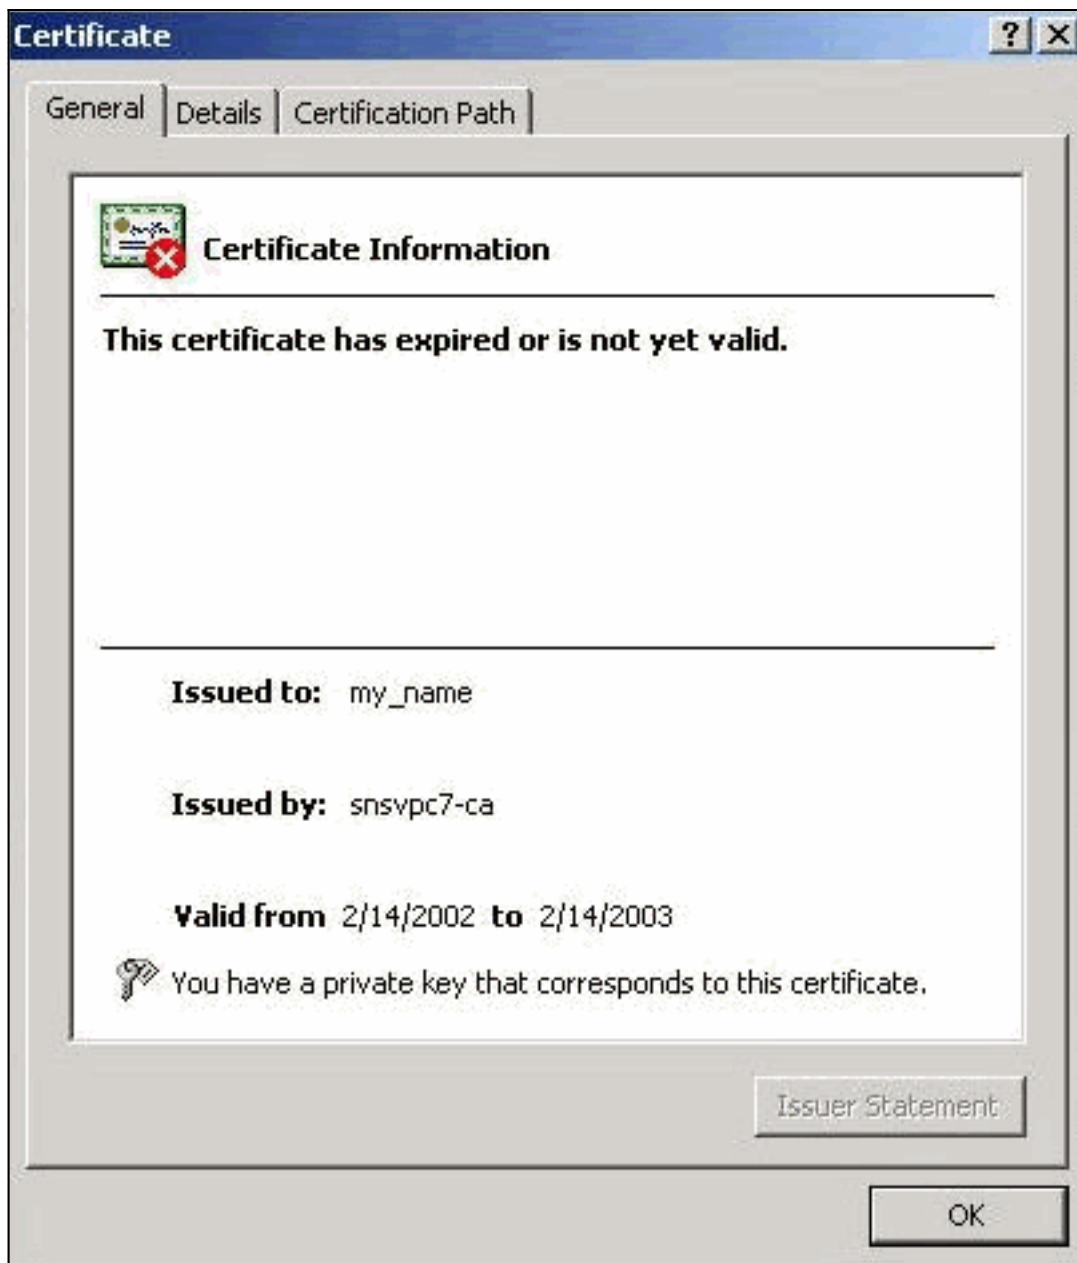 Certificate
General Details Certification Path
Certificate Information
This certificate has expired or is not yet valid.
Issued to: my_name
Issued by: snsvpc7-ca
Valid from 2/14/2002 to 2/14/2003
You have a private key that corresponds to this certificate.
Issuer Statement
OK